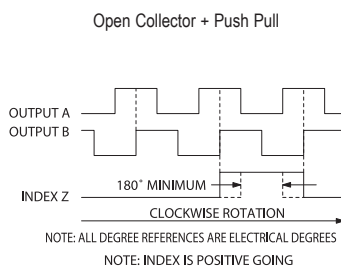 Open Collector + Push Pull
OUTPUT A
OUTPUT B
180° MINIMUM
INDEX Z
CLOCKWISE ROTATION
NOTE: ALL DEGREE REFERENCES ARE ELECTRICAL DEGREES
NOTE: INDEX IS POSITIVE GOING